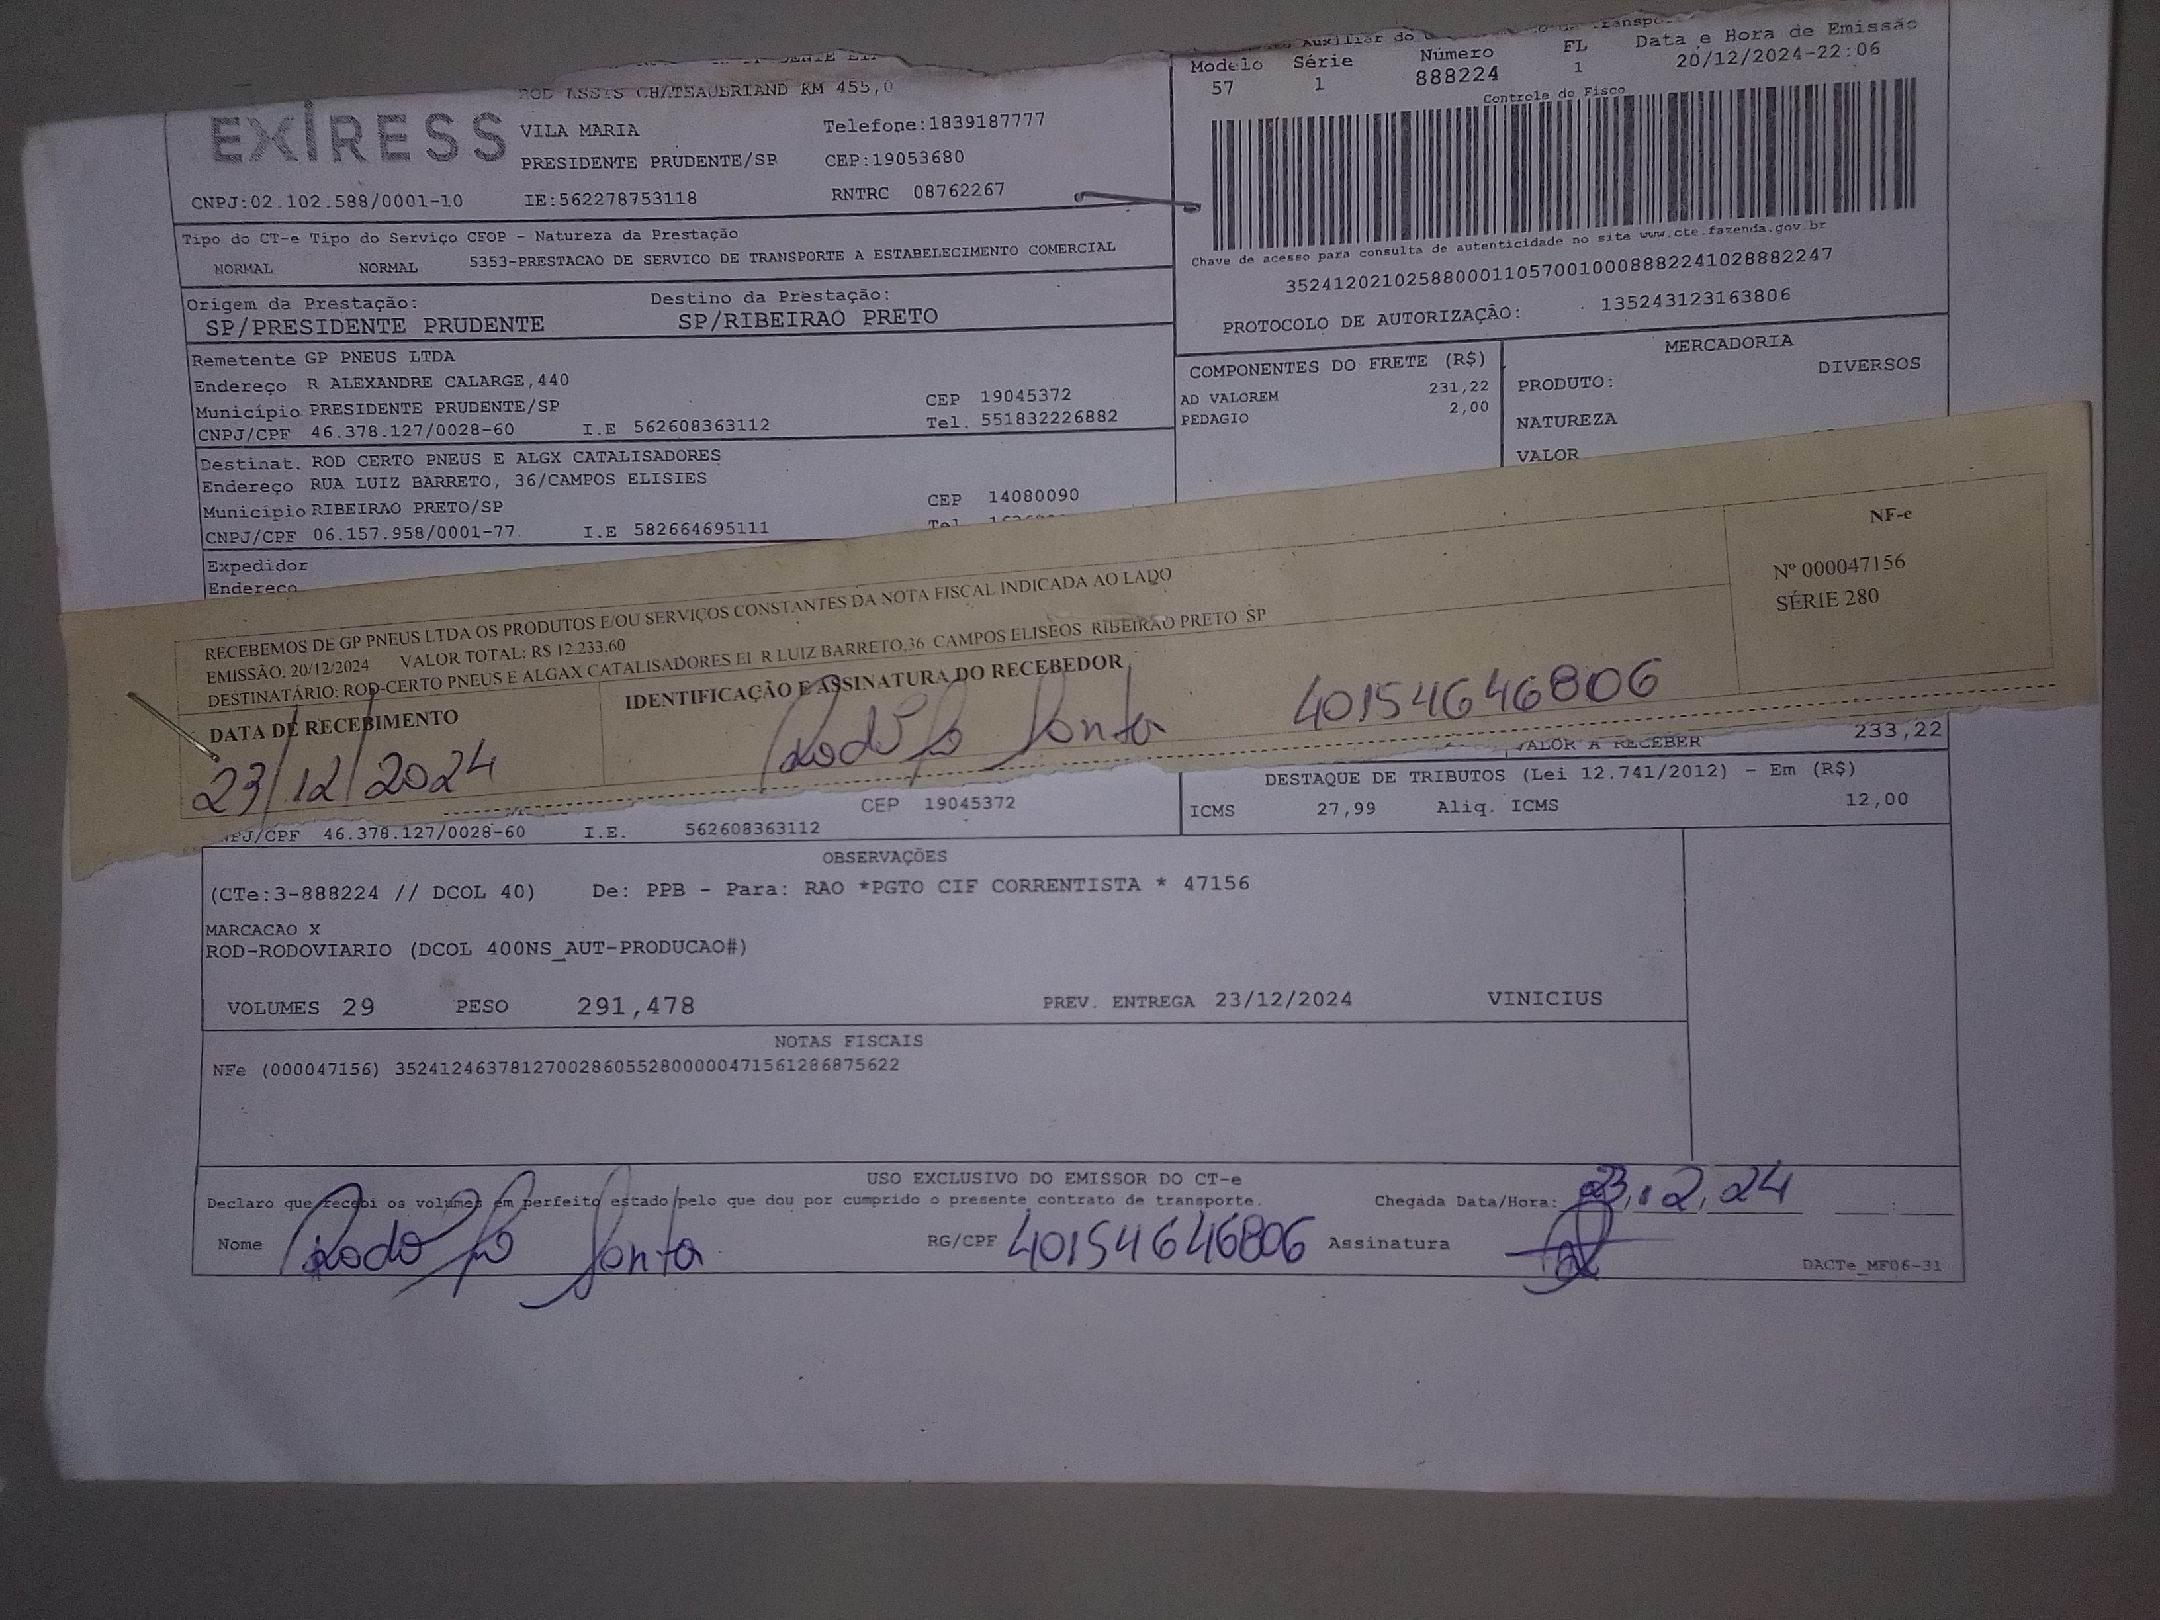 ROD ASSIS CHATEAUBRIAND KM 455,0
EXIRESS
VILA MARIA Telefone:1839187777
PRESIDENTE PRUDENTE/SP CEP:19053680
CNPJ:02.102.588/0001-10 IE:562278753118 RNTRC 08762267
Auxiliar do
Modelo Série Número FL Data e Hora de Emissão
57 1 888224 1 20/12/2024-22:06
Controle do Fisco
Chave de acesso para consulta de autenticidade no site www.cte.fazenda.gov.br
35241202102588000110570010008882241028882247
PROTOCOLO DE AUTORIZAÇÃO: 135243123163806
Tipo do CT-e Tipo do Serviço CFOP - Natureza da Prestação
NORMAL NORMAL 5353-PRESTACAO DE SERVICO DE TRANSPORTE A ESTABELECIMENTO COMERCIAL
Origem da Prestação: Destino da Prestação:
SP/PRESIDENTE PRUDENTE SP/RIBEIRAO PRETO
Remetente GP PNEUS LTDA
Endereço R ALEXANDRE CALARGE,440
Município PRESIDENTE PRUDENTE/SP CEP 19045372
CNPJ/CPF 46.378.127/0028-60 I.E 562608363112 Tel. 551832226882
Destinat. ROD CERTO PNEUS E ALGX CATALISADORES
Endereço RUA LUIZ BARRETO, 36/CAMPOS ELISIES
Municipio RIBEIRAO PRETO/SP CEP 14080090
CNPJ/CPF 06.157.958/0001-77 I.E 582664695111 Tel
Expedidor
Endereço
COMPONENTES DO FRETE (R$)
AD VALOREM 231,22
PEDAGIO 2,00
MERCADORIA
PRODUTO: DIVERSOS
NATUREZA
VALOR
RECEBEMOS DE GP PNEUS LTDA OS PRODUTOS E/OU SERVIÇOS CONSTANTES DA NOTA FISCAL INDICADA AO LADO
EMISSÃO: 20/12/2024 VALOR TOTAL: R$ 12.233,60
DESTINATÁRIO: ROD-CERTO PNEUS E ALGAX CATALISADORES EI R LUIZ BARRETO,36 CAMPOS ELISEOS RIBEIRAO PRETO SP
DATA DE RECEBIMENTO IDENTIFICAÇÃO E ASSINATURA DO RECEBEDOR
23/12/2024 Rodolfo Santa 40154646806
NF-e
Nº 000047156
SÉRIE 280
VALOR A RECEBER 233,22
DESTAQUE DE TRIBUTOS (Lei 12.741/2012) - Em (R$)
ICMS 27,99 Aliq. ICMS 12,00
CEP 19045372
CNPJ/CPF 46.378.127/0028-60 I.E. 562608363112
OBSERVAÇÕES
(CTe:3-888224 // DCOL 40) De: PPB - Para: RAO *PGTO CIF CORRENTISTA * 47156
MARCACAO X
ROD-RODOVIARIO (DCOL 400NS_AUT-PRODUCAO#)
VOLUMES 29 PESO 291,478 PREV. ENTREGA 23/12/2024 VINICIUS
NOTAS FISCAIS
NFe (000047156) 35241246378127002860552800000471561286875622
USO EXCLUSIVO DO EMISSOR DO CT-e
Declaro que recebi os volumes em perfeito estado pelo que dou por cumprido o presente contrato de transporte. Chegada Data/Hora: 23,12,24
Nome Rodolfo Santa RG/CPF 40154646806 Assinatura
DACTe_MF06-31